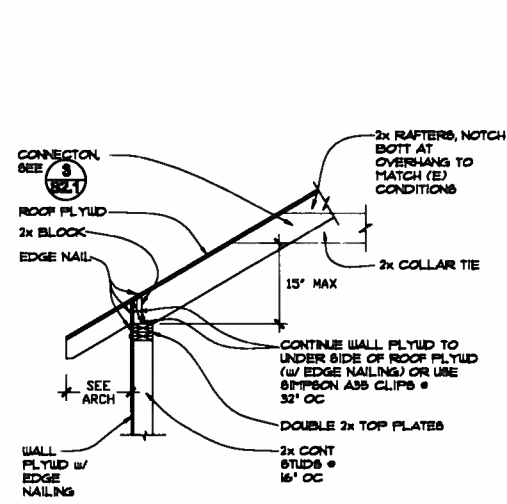 CONNECTON,
SEE 3
S2.1
ROOF PLYWD
2x BLOCK
EDGE NAIL
2x RAFTERS, NOTCH
BOTT AT
OVERHANG TO
MATCH (E)
CONDITIONS
2x COLLAR TIE
15" MAX
CONTINUE WALL PLYWD TO
UNDER SIDE OF ROOF PLYWD
(w/ EDGE NAILING) OR USE
SIMPSON A35 CLIPS @
32" OC
SEE
ARCH
DOUBLE 2x TOP PLATES
WALL
PLYWD w/
EDGE
NAILING
2x CONT
STUDS @
16" OC